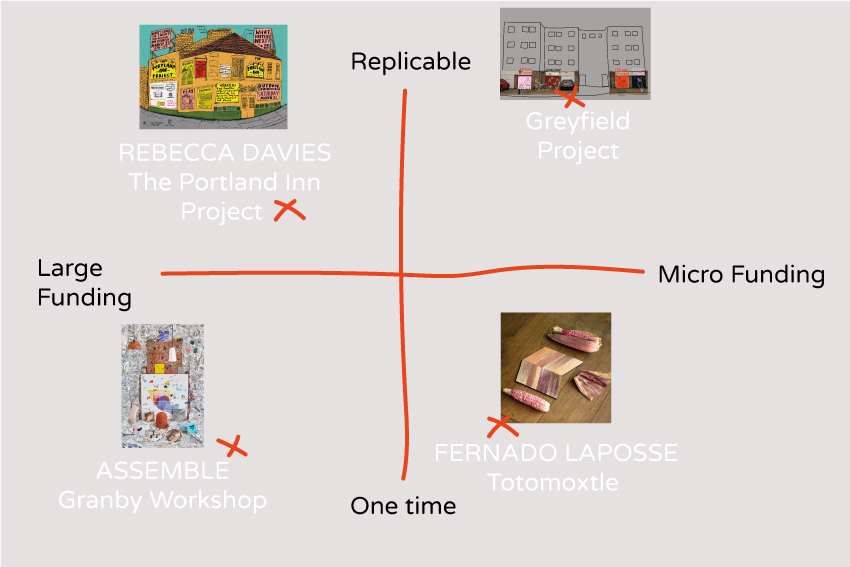 Replicable
REBECCA DAVIES
The Portland Inn
Project
Greyfield
Project
Large
Funding
Micro Funding
ASSEMBLE
Granby Workshop
FERNADO LAPOSSE
Totomoxtle
One time